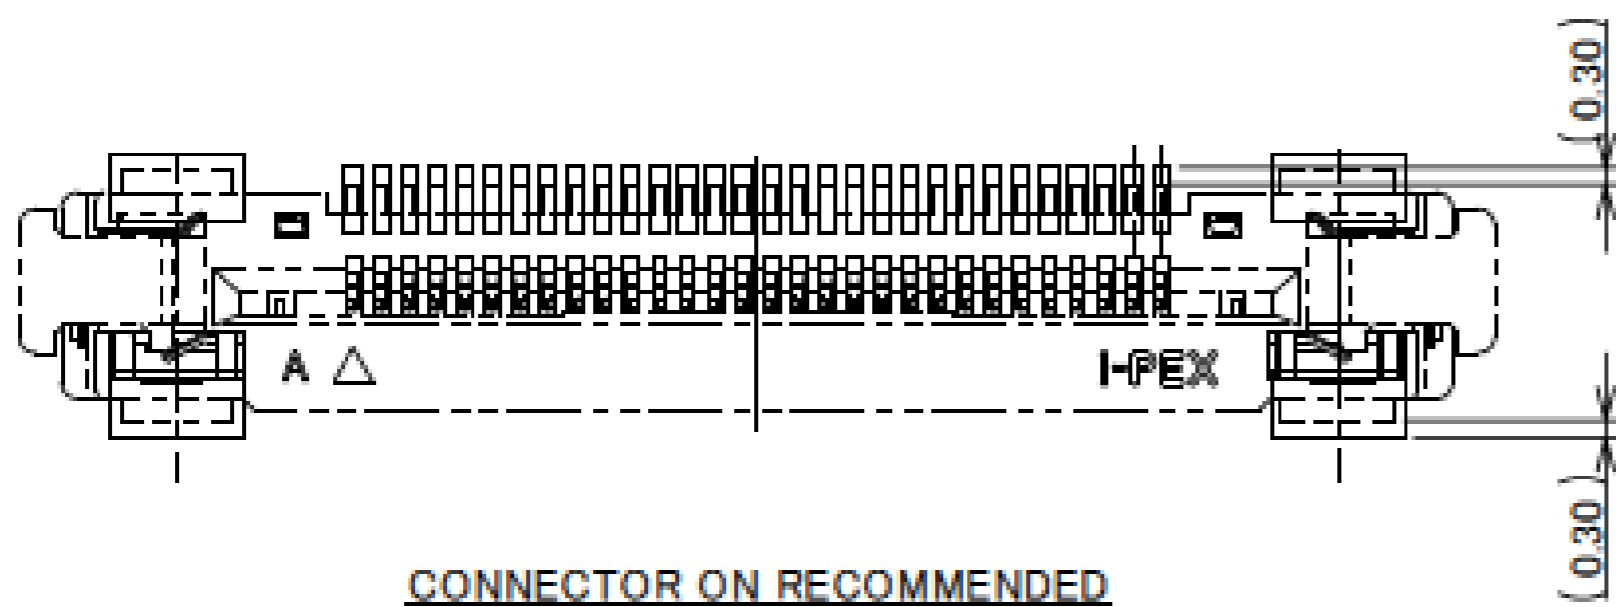 ( 0.30 )
A △ I-PEX
( 0.30 )
CONNECTOR ON RECOMMENDED